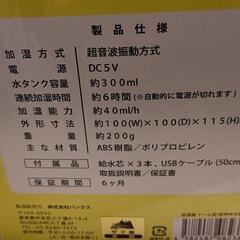 製品仕様
加湿方式 超音波振動方式
電源 DC5V
水タンク容量 約300ml
連続加湿時間 約6時間(※自動的に電源が切れます)
加湿能力 約40ml/h
外形寸法 約100(W)×100(D)×115(H)
重量 約200g
主な材質 ABS樹脂/ポリプロピレン
付属品 給水芯×3本、USBケーブル(50cm
取扱説明書/保証書
保証期間 6ヶ月
株式会社バンクス
〒104-0032